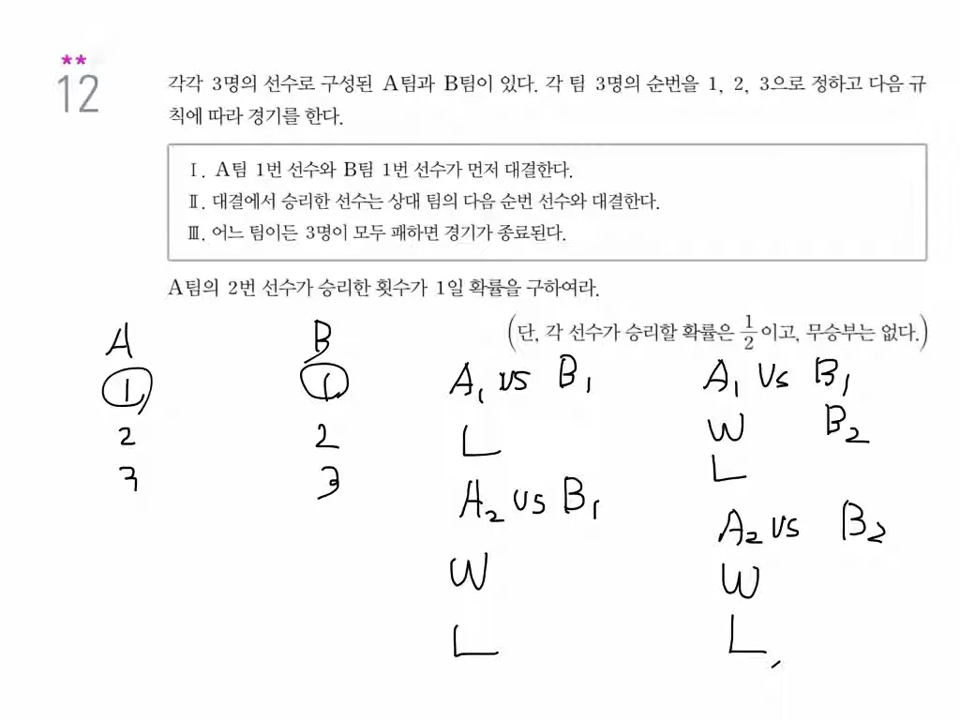 **
12
각각 3명의 선수로 구성된 A팀과 B팀이 있다. 각 팀 3명의 순번을 1, 2, 3으로 정하고 다음 규
칙에 따라 경기를 한다.
Ⅰ. A팀 1번 선수와 B팀 1번 선수가 먼저 대결한다.
Ⅱ. 대결에서 승리한 선수는 상대 팀의 다음 순번 선수와 대결한다.
Ⅲ. 어느 팀이든 3명이 모두 패하면 경기가 종료된다.
A팀의 2번 선수가 승리한 횟수가 1일 확률을 구하여라.
(단, 각 선수가 승리할 확률은 1/2이고, 무승부는 없다.)
A B
1 1
2 2
3 3
A₁ vs B₁
L
A₂ vs B₁
W
L
A₁ vs B₁
W B₂
L
A₂ vs B₂
W
L